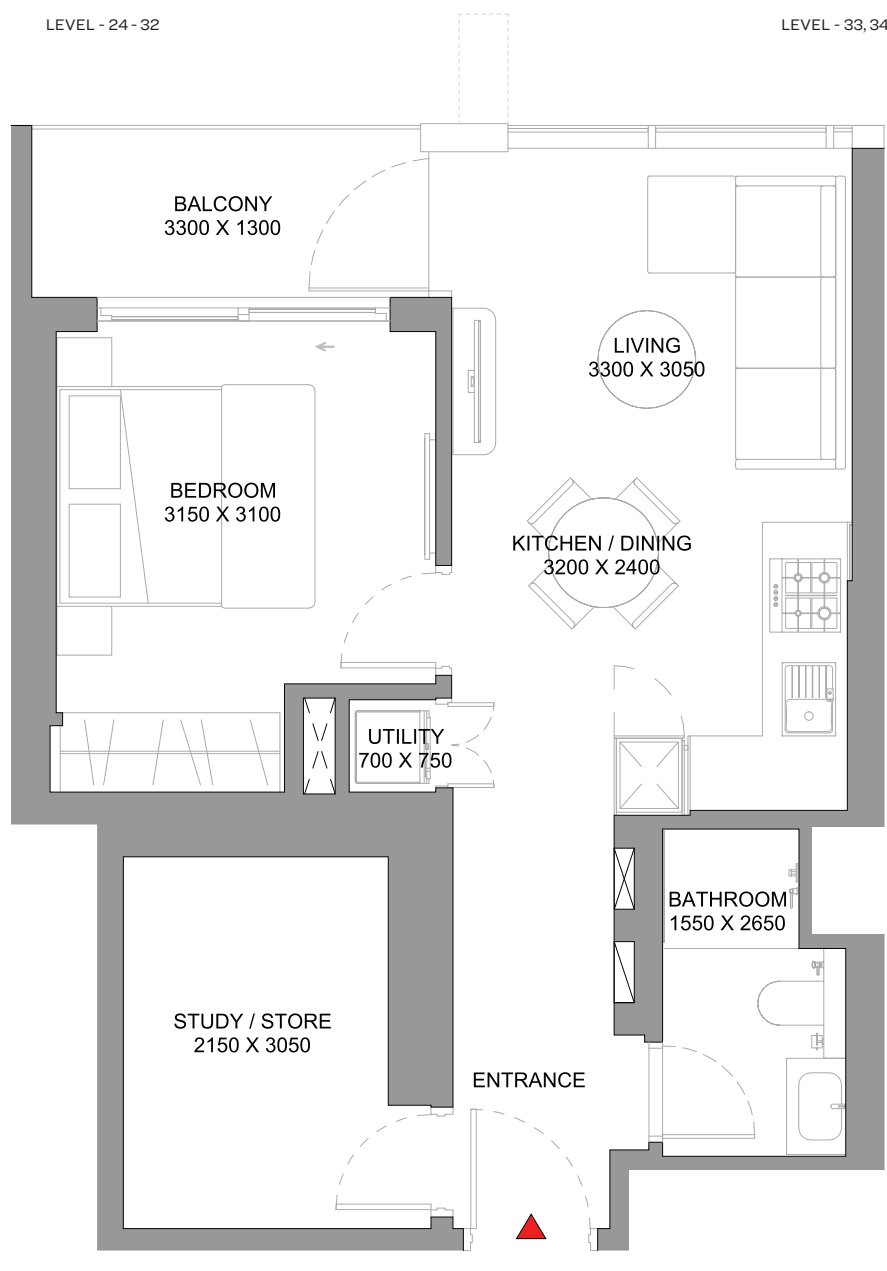 LEVEL - 24 - 32
LEVEL - 33, 34
BALCONY
3300 X 1300
LIVING
3300 X 3050
BEDROOM
3150 X 3100
KITCHEN / DINING
3200 X 2400
UTILITY
700 X 750
BATHROOM
1550 X 2650
STUDY / STORE
2150 X 3050
ENTRANCE